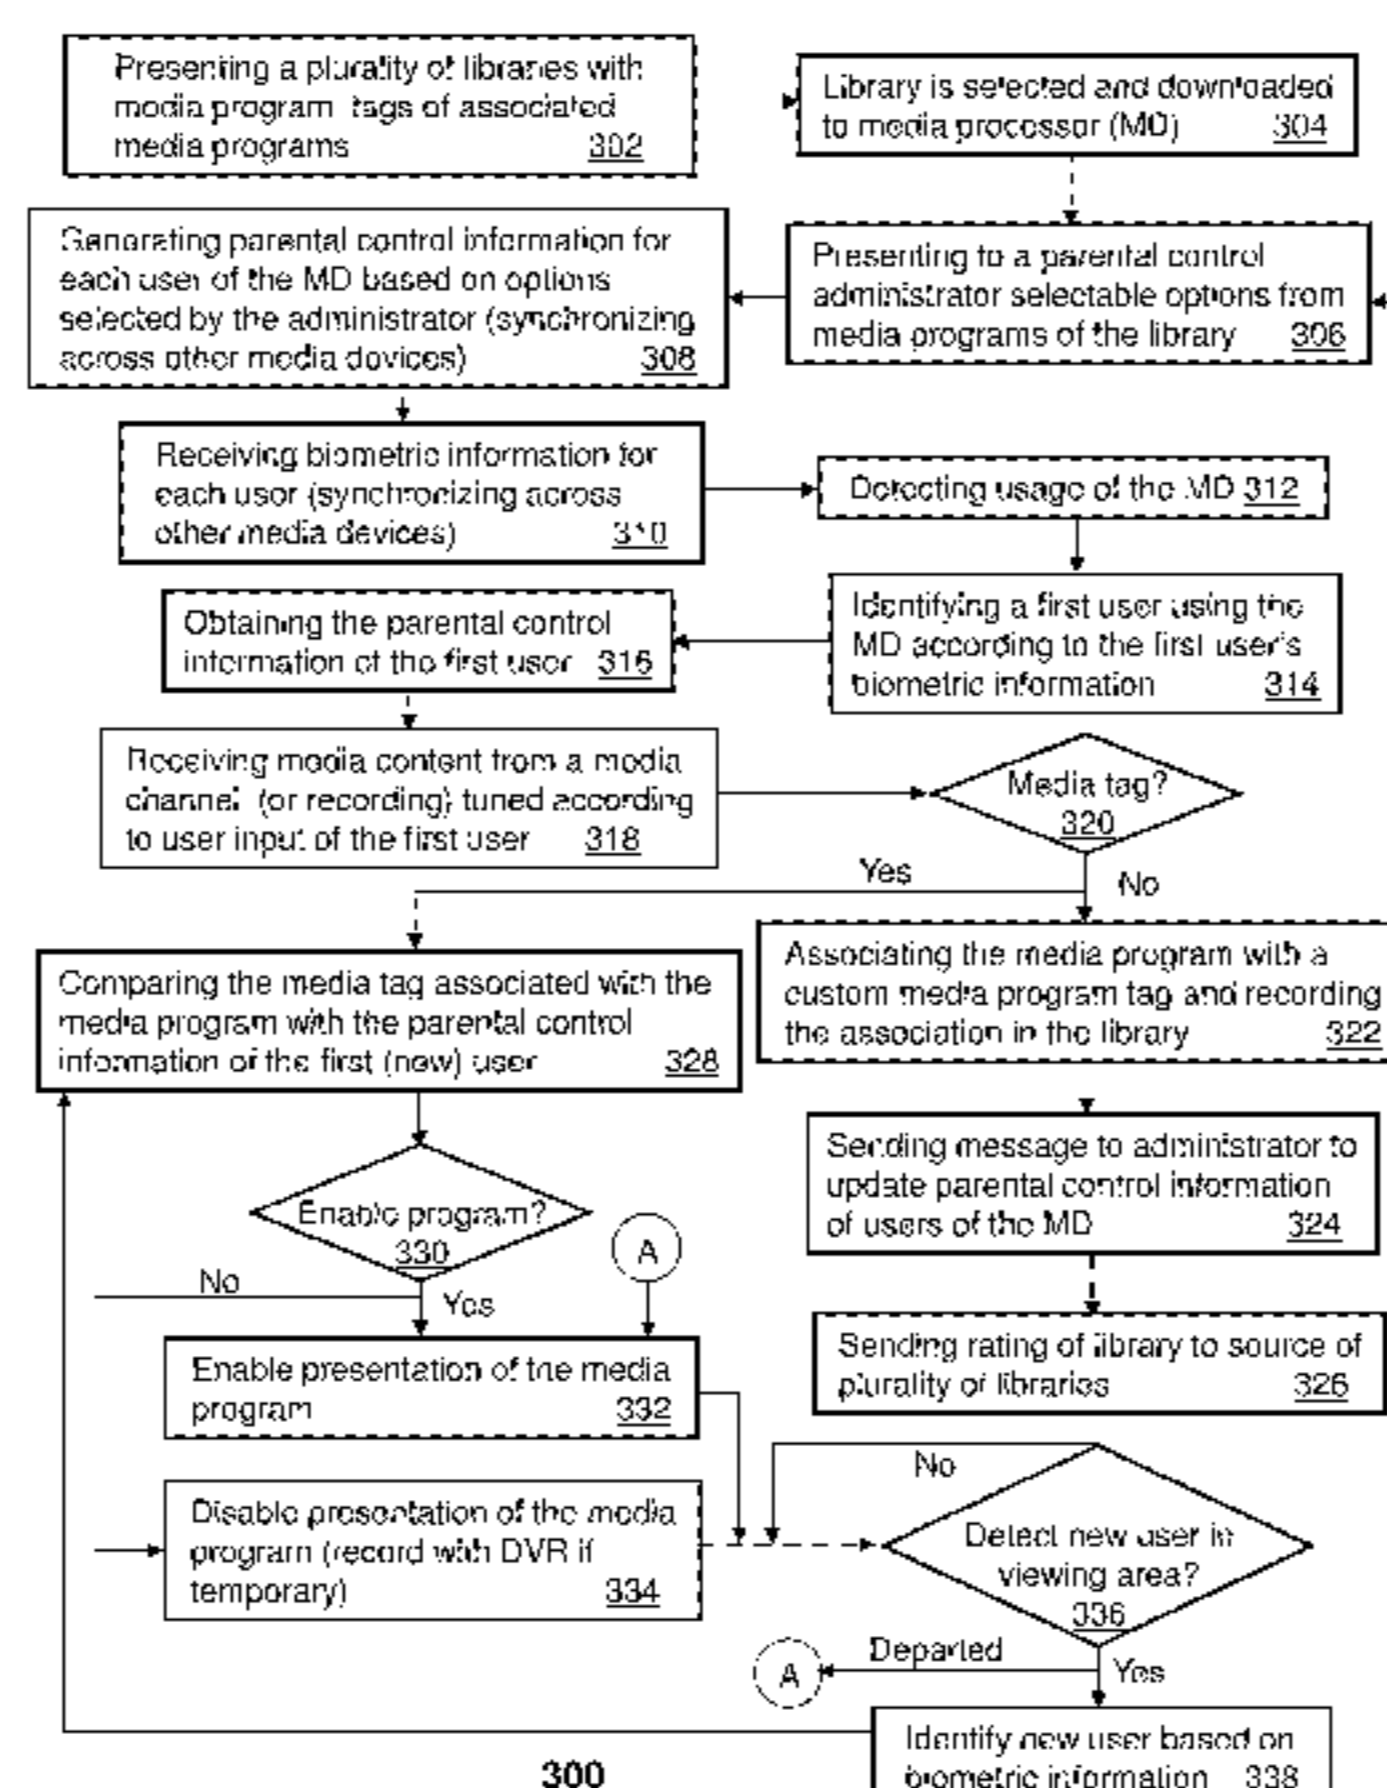 Presenting a plurality of libraries with
media program tags of associated
media programs 302
Library is selected and downloaded
to media processor (MD) 304
Generating parental control information for
each user of the MD based on options
selected by the administrator (synchronizing
across other media devices) 308
Presenting to a parental control
administrator selectable options from
media programs of the library 306
Receiving biometric information for
each user (synchronizing across
other media devices) 310
Detecting usage of the MD 312
Obtaining the parental control
information of the first user 316
Identifying a first user using the
MD according to the first user's
biometric information 314
Receiving media content from a media
channel (or recording) tuned according
to user input of the first user 318
Media tag?
320
Yes
No
Comparing the media tag associated with the
media program with the parental control
information of the first (new) user 328
Associating the media program with a
custom media program tag and recording
the association in the library 322
Sending message to administrator to
update parental control information
of users of the MD 324
Enable program?
330
A
No
Yes
Sending rating of library to source of
plurality of libraries 326
Enable presentation of the media
program 332
No
Disable presentation of the media
program (record with DVR if
temporary) 334
Detect new user in
viewing area?
336
Departed
A
Yes
Identify new user based on
biometric information 338
300